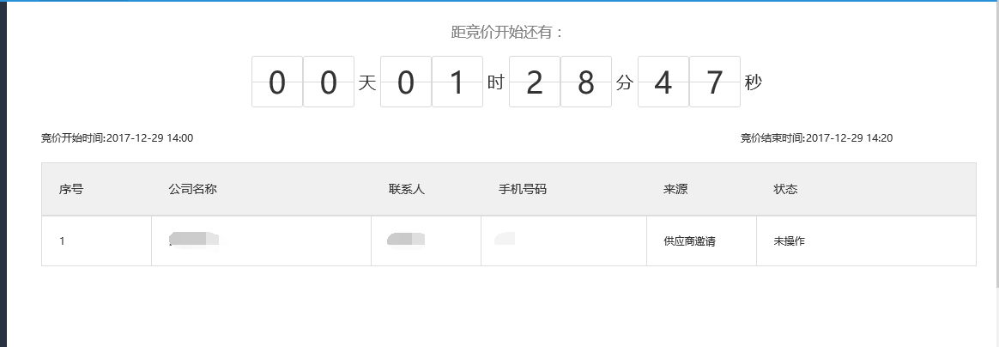 距竞价开始还有：
00天01时28分47秒
竞价开始时间:2017-12-29 14:00 竞价结束时间:2017-12-29 14:20
序号 公司名称 联系人 手机号码 来源 状态
1 供应商邀请 未操作